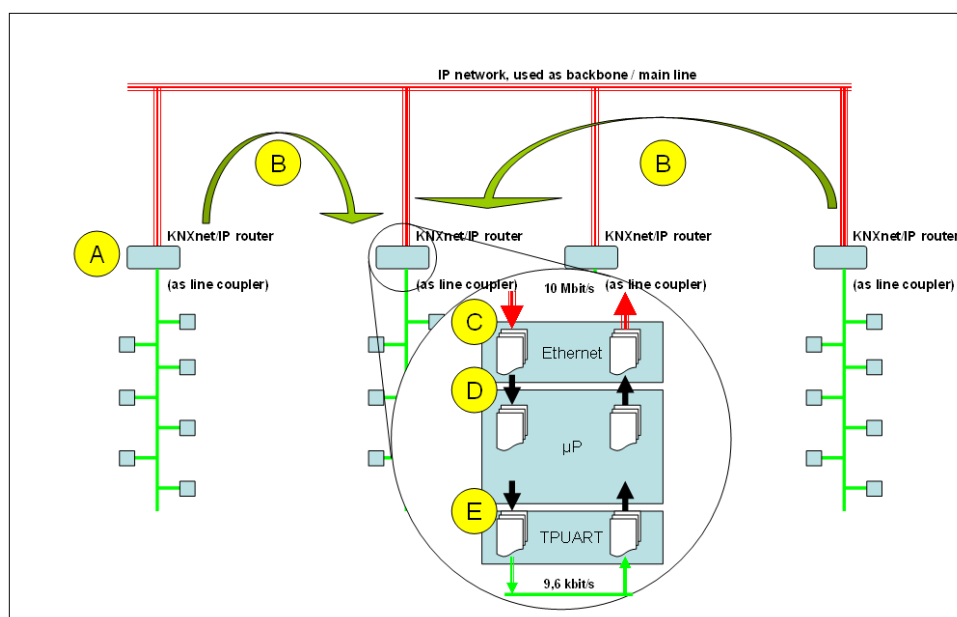 IP network, used as backbone / main line
B
B
KNXnet/IP router
KNXnet/IP router
KNXnet/IP router
KNXnet/IP router
A
(as line coupler)
(as line coupler)
(as line coupler)
(as line coupler)
10 Mbit/s
C
Ethernet
D
µP
E
TPUART
9,6 kbit/s